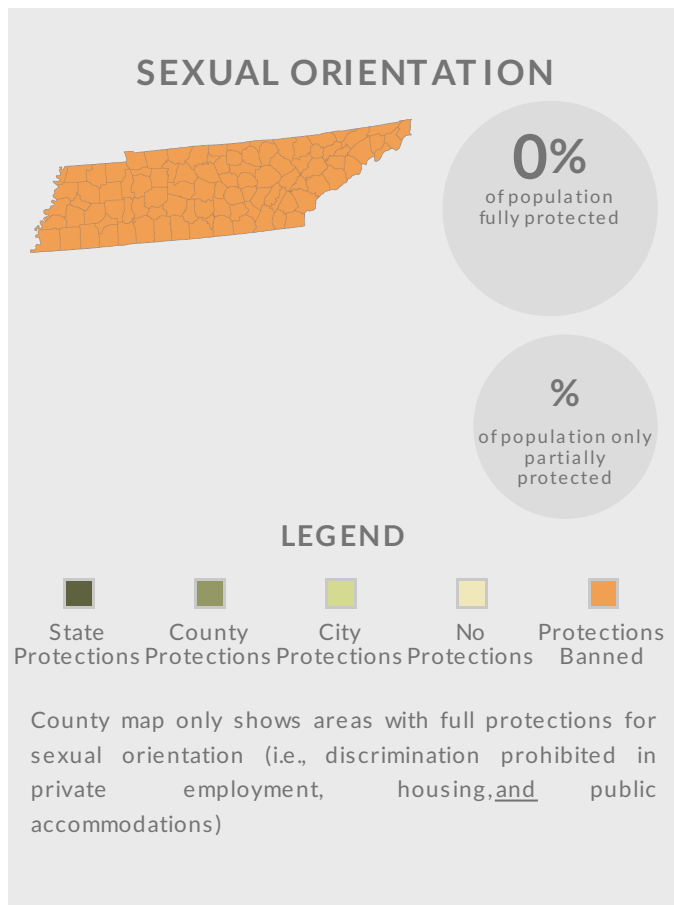 SEXUAL ORIENTATION
0%
of population
fully protected
%
of population only
partially
protected
LEGEND
State
Protections
County
Protections
City
Protections
No
Protections
Protections
Banned
County map only shows areas with full protections for
sexual orientation (i.e., discrimination prohibited in
private employment, housing, and public
accommodations)